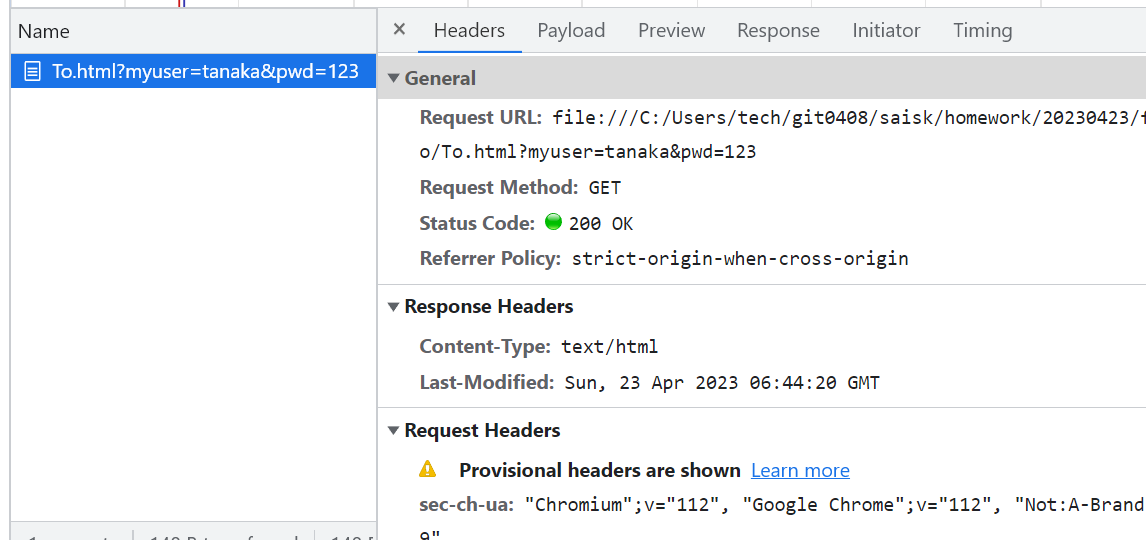 Name
To.html?myuser=tanaka&pwd=123
Headers Payload Preview Response Initiator Timing
General
Request URL: file:///C:/Users/tech/git0408/saisk/homework/20230423/f
o/To.html?myuser=tanaka&pwd=123
Request Method: GET
Status Code: 200 OK
Referrer Policy: strict-origin-when-cross-origin
Response Headers
Content-Type: text/html
Last-Modified: Sun, 23 Apr 2023 06:44:20 GMT
Request Headers
Provisional headers are shown Learn more
sec-ch-ua: "Chromium";v="112", "Google Chrome";v="112", "Not:A-Brand
9"